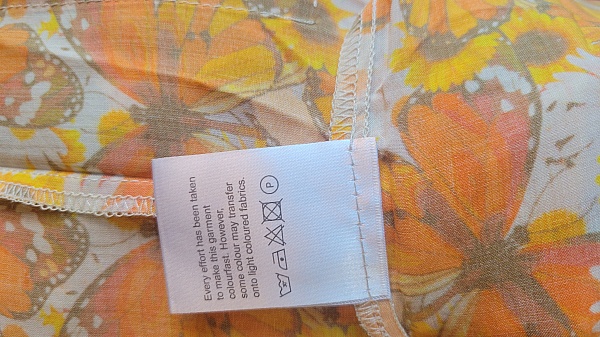 Every effort has been taken
to make this garment
colourfast. However,
some colour may transfer
onto light coloured fabrics.
P